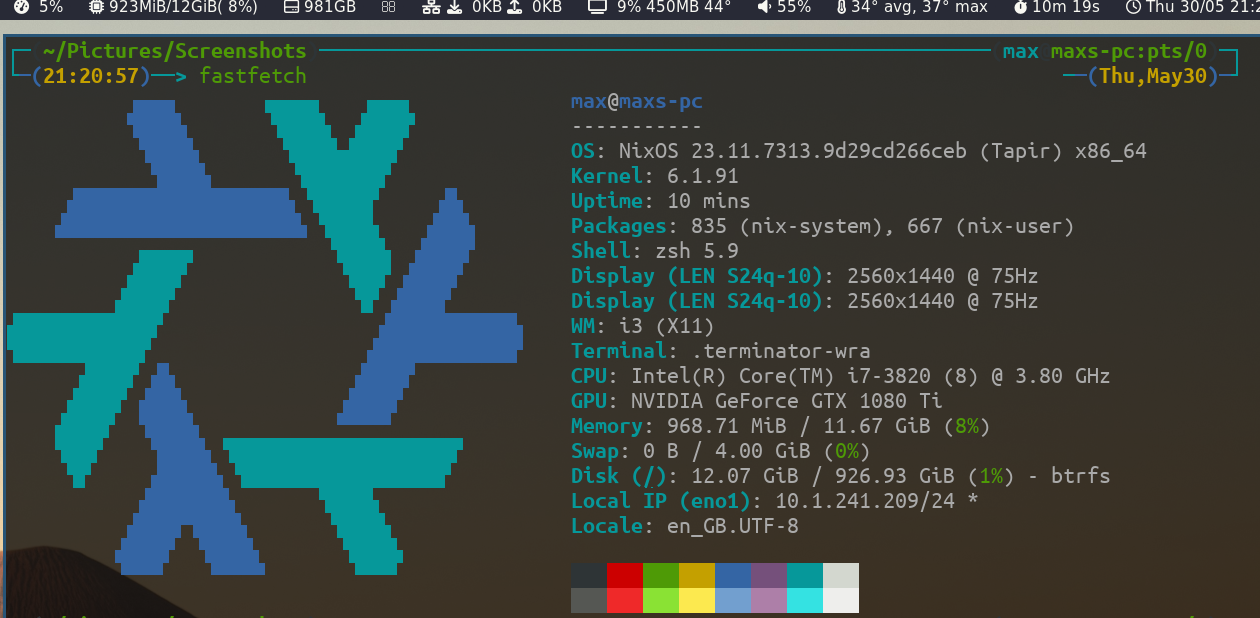 5% 923MiB/12GiB( 8%) 981GB 0KB 0KB 9% 450MB 44° 55% 34° avg, 37° max 10m 19s Thu 30/05
~/Pictures/Screenshots max maxs-pc:pts/0
(21:20:57)—> fastfetch (Thu,May30)
max@maxs-pc
-----------
OS: NixOS 23.11.7313.9d29cd266ceb (Tapir) x86_64
Kernel: 6.1.91
Uptime: 10 mins
Packages: 835 (nix-system), 667 (nix-user)
Shell: zsh 5.9
Display (LEN S24q-10): 2560x1440 @ 75Hz
Display (LEN S24q-10): 2560x1440 @ 75Hz
WM: i3 (X11)
Terminal: .terminator-wra
CPU: Intel(R) Core(TM) i7-3820 (8) @ 3.80 GHz
GPU: NVIDIA GeForce GTX 1080 Ti
Memory: 968.71 MiB / 11.67 GiB (8%)
Swap: 0 B / 4.00 GiB (0%)
Disk (/): 12.07 GiB / 926.93 GiB (1%) - btrfs
Local IP (eno1): 10.1.241.209/24 *
Locale: en_GB.UTF-8